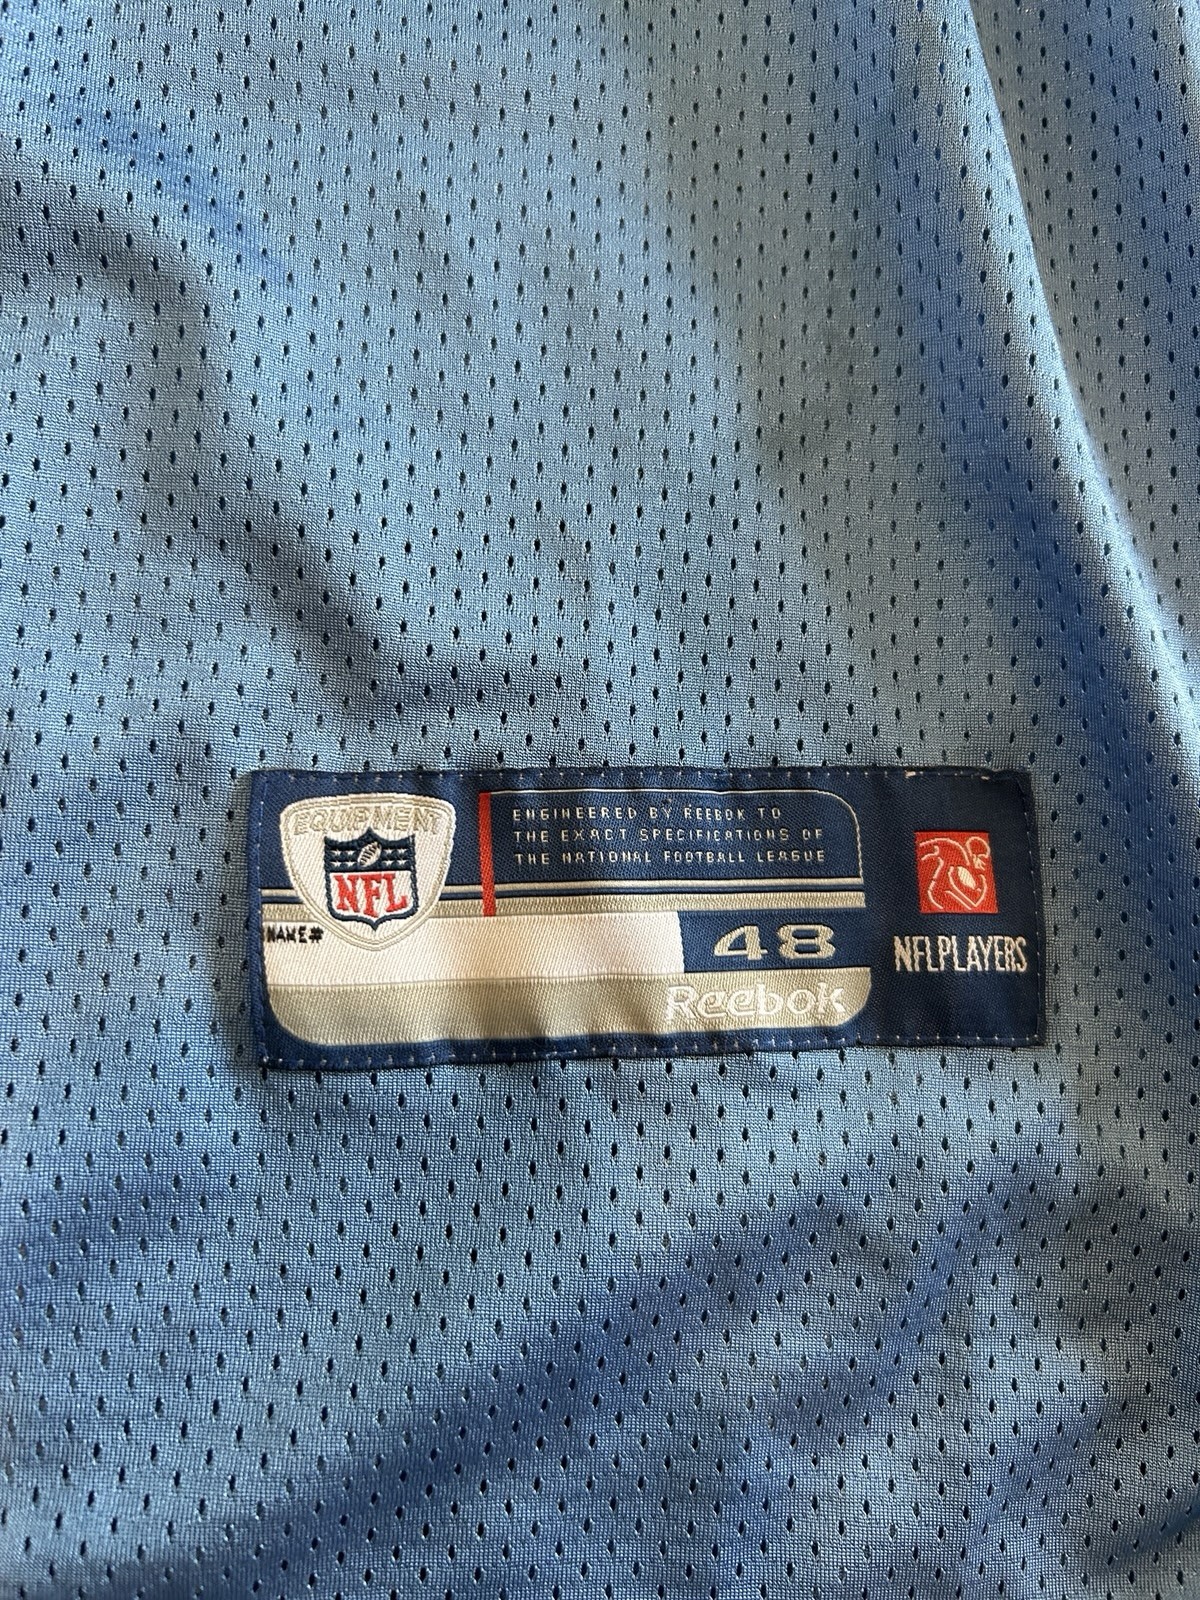 EQUIPMENT
NFL
ENGINEERED BY REEBOK TO
THE EXACT SPECIFICATIONS OF
THE NATIONAL FOOTBALL LEAGUE
NAME#
48
Reebok
NFLPLAYERS